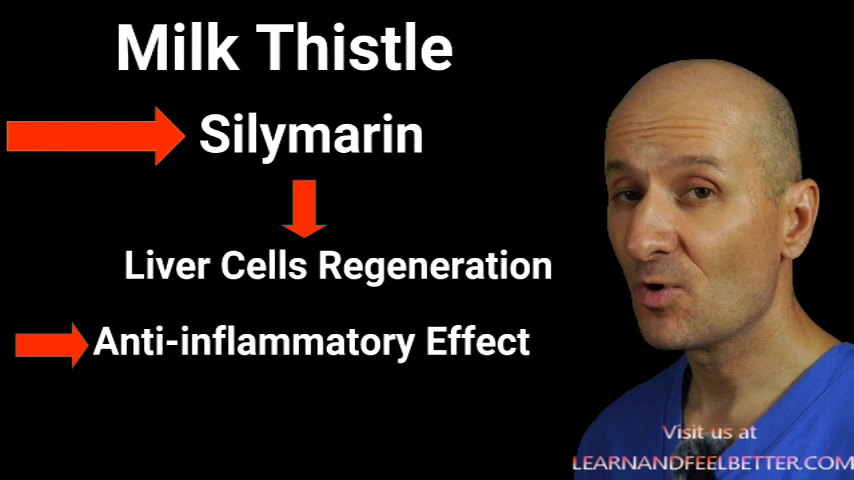 Milk Thistle
Silymarin
Liver Cells Regeneration
Anti-inflammatory Effect
Visit us at
LEARNANDFEELBETTER.COM